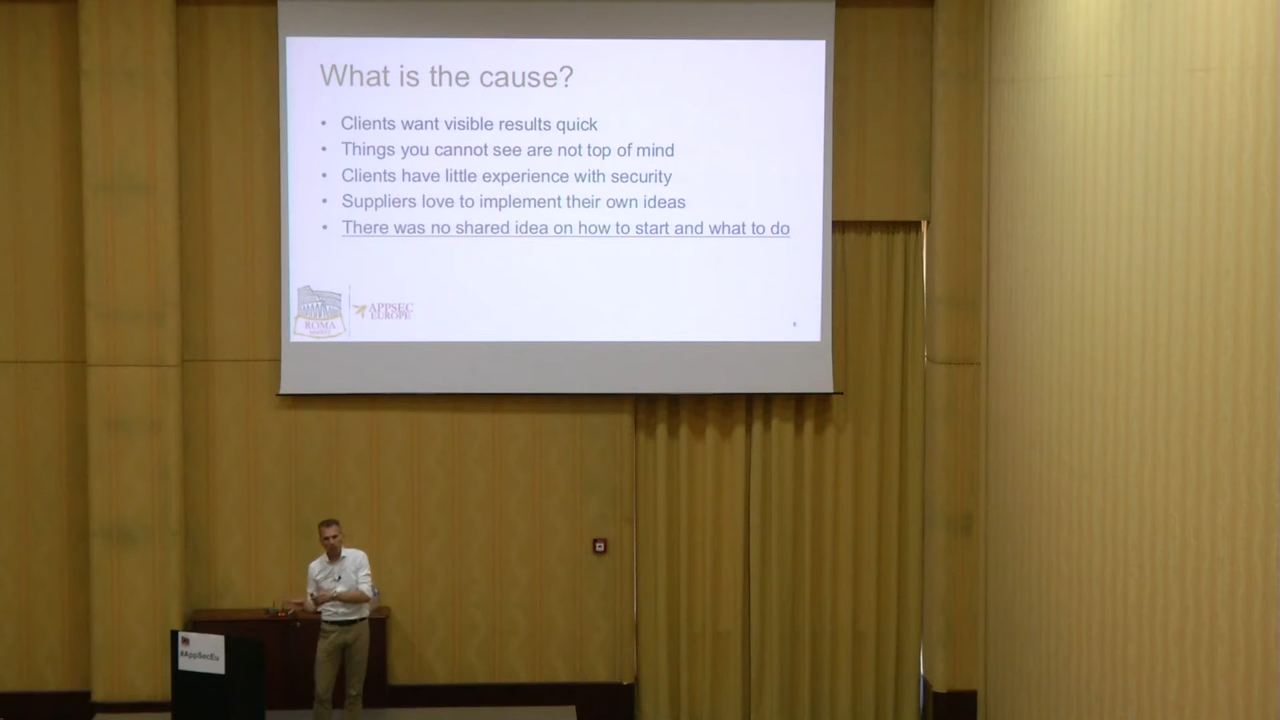 What is the cause?
• Clients want visible results quick
• Things you cannot see are not top of mind
• Clients have little experience with security
• Suppliers love to implement their own ideas
• There was no shared idea on how to start and what to do
ROMA
APPSEC
EUROPE
#AppSecEu